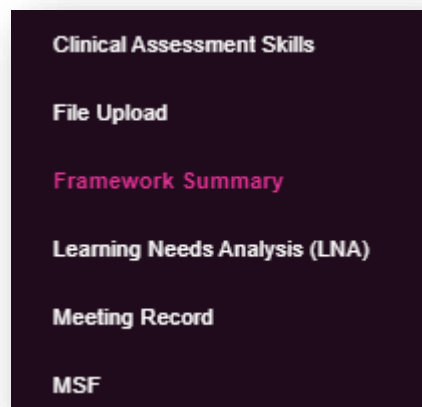 Clinical Assessment Skills
File Upload
Framework Summary
Learning Needs Analysis (LNA)
Meeting Record
MSF